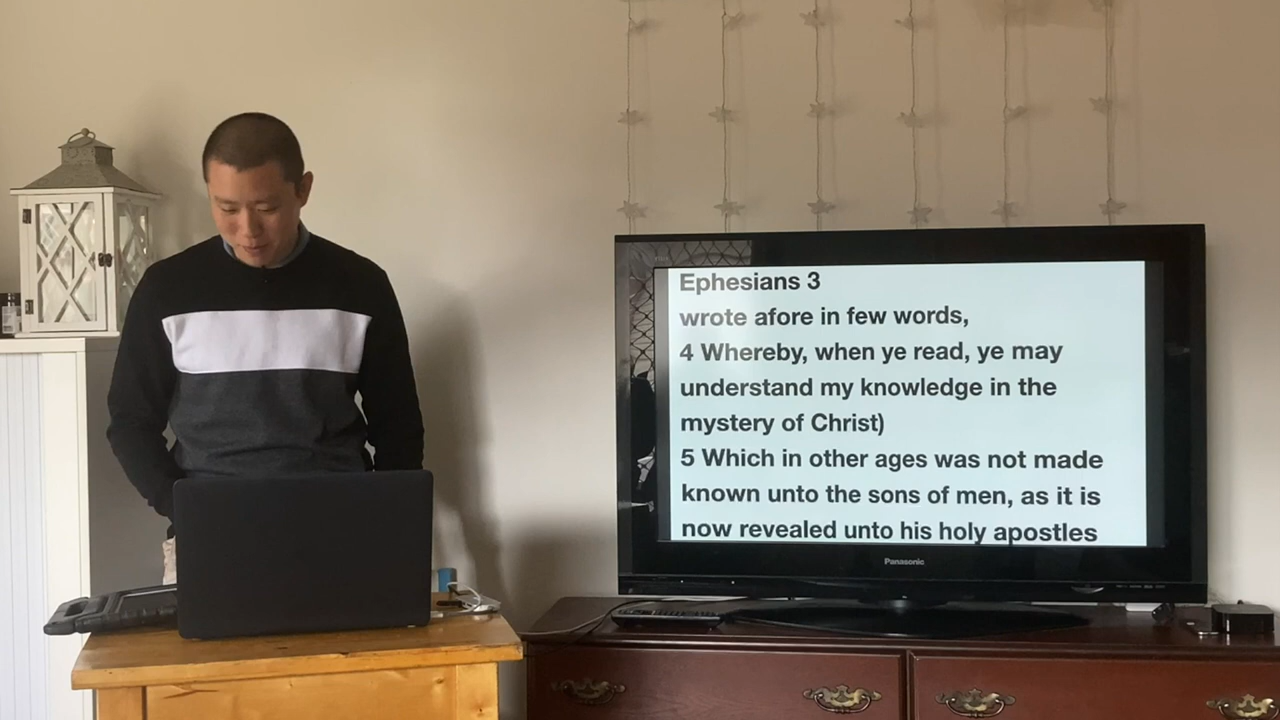 Ephesians 3
wrote afore in few words,
4 Whereby, when ye read, ye may
understand my knowledge in the
mystery of Christ)
5 Which in other ages was not made
known unto the sons of men, as it is
now revealed unto his holy apostles
Panasonic